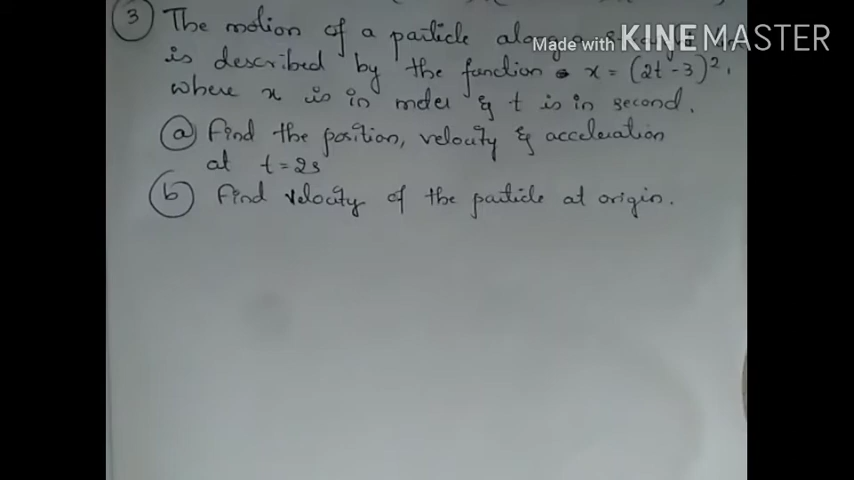 3 The motion of a particle along a
Made with KINEMASTER
is described by the function x = (2t - 3)²,
where x is in meter & t is in second.
a Find the position, velocity & acceleration
at t = 2s
b Find velocity of the particle at origin.